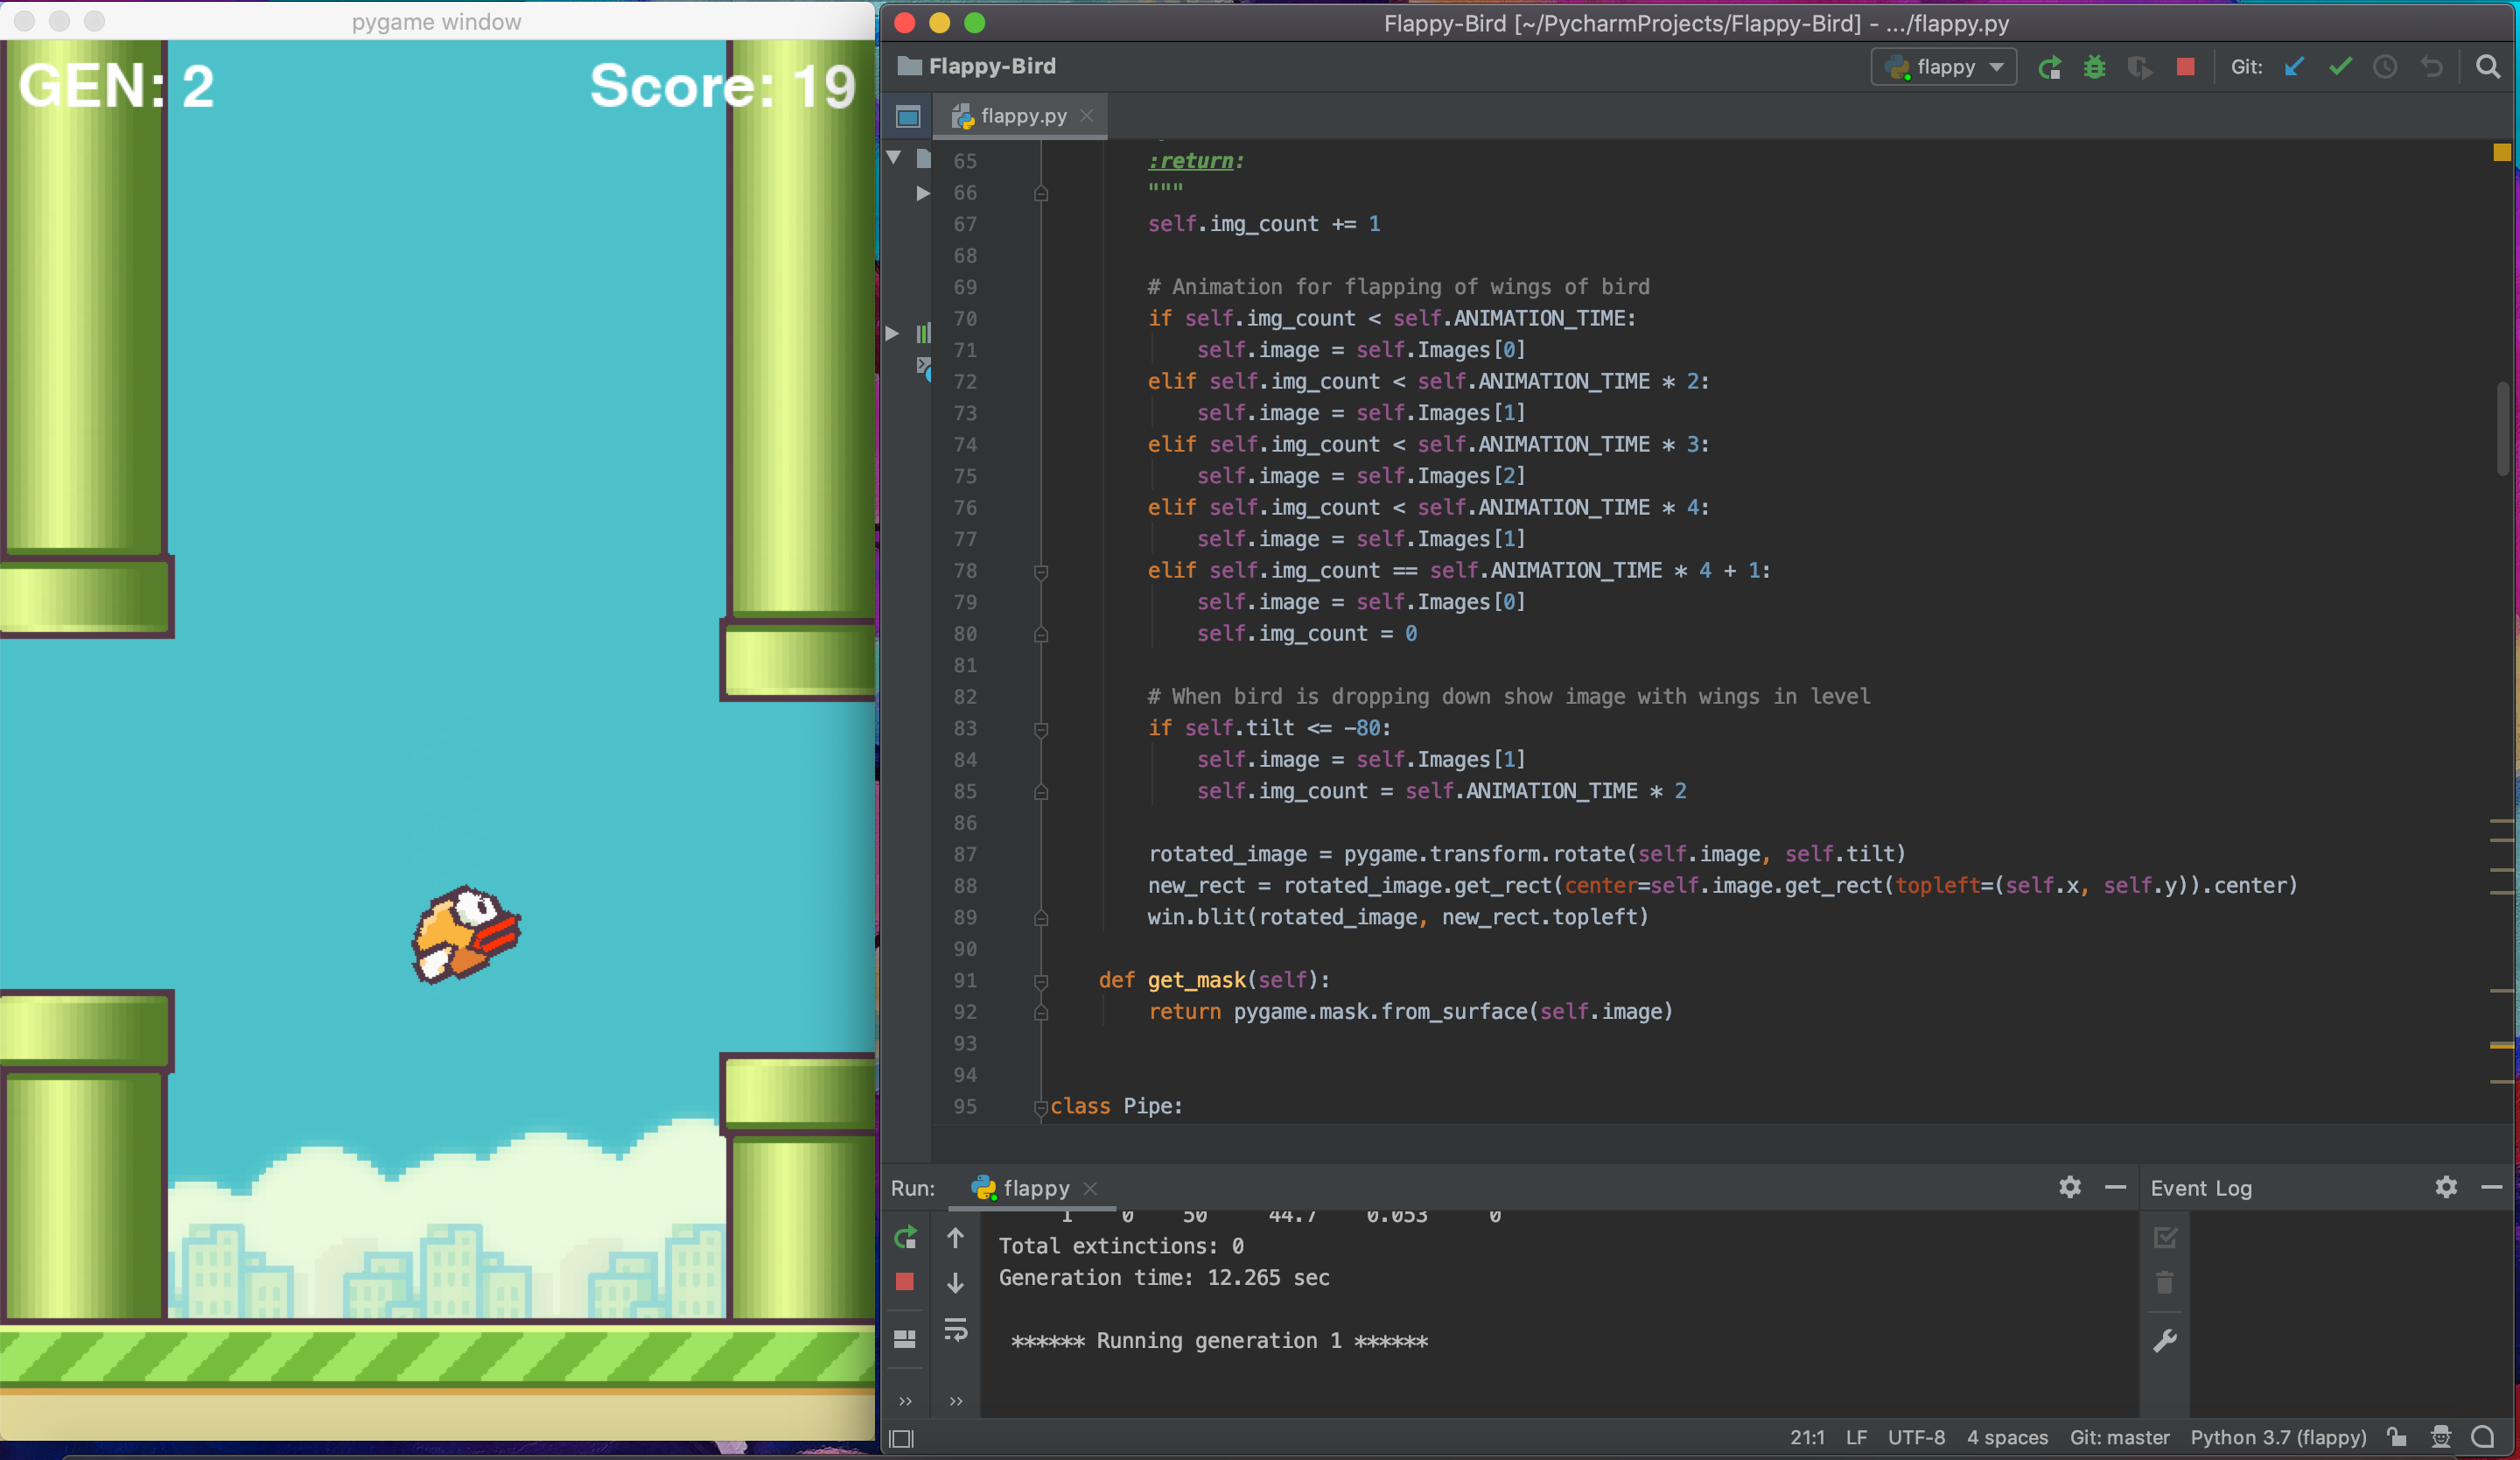 pygame window
GEN: 2
Score: 19
Flappy-Bird [~/PycharmProjects/Flappy-Bird] - .../flappy.py
Flappy-Bird
flappy
Git:
flappy.py
65 :return:
66 """
67 self.img_count += 1
68
69 # Animation for flapping of wings of bird
70 if self.img_count < self.ANIMATION_TIME:
71 self.image = self.Images[0]
72 elif self.img_count < self.ANIMATION_TIME * 2:
73 self.image = self.Images[1]
74 elif self.img_count < self.ANIMATION_TIME * 3:
75 self.image = self.Images[2]
76 elif self.img_count < self.ANIMATION_TIME * 4:
77 self.image = self.Images[1]
78 elif self.img_count == self.ANIMATION_TIME * 4 + 1:
79 self.image = self.Images[0]
80 self.img_count = 0
81
82 # When bird is dropping down show image with wings in level
83 if self.tilt <= -80:
84 self.image = self.Images[1]
85 self.img_count = self.ANIMATION_TIME * 2
86
87 rotated_image = pygame.transform.rotate(self.image, self.tilt)
88 new_rect = rotated_image.get_rect(center=self.image.get_rect(topleft=(self.x, self.y)).center)
89 win.blit(rotated_image, new_rect.topleft)
90
91 def get_mask(self):
92 return pygame.mask.from_surface(self.image)
93
94
95 class Pipe:
Run: flappy
Event Log
1 0 50 44.7 0.053 0
Total extinctions: 0
Generation time: 12.265 sec
****** Running generation 1 ******
21:1 LF UTF-8 4 spaces Git: master Python 3.7 (flappy)